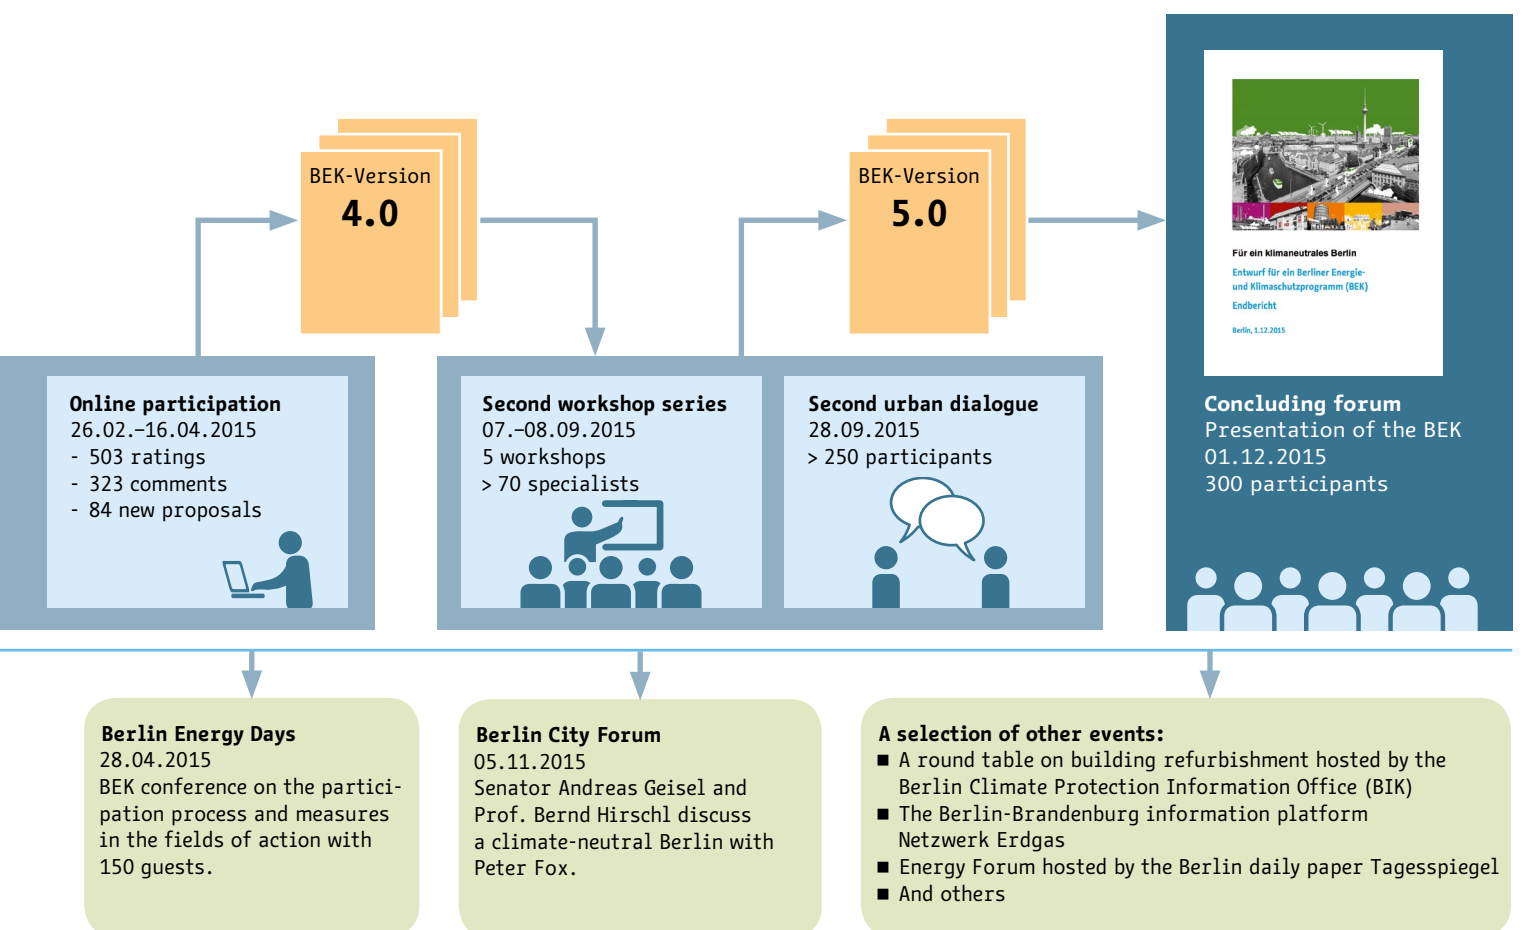 BEK-Version
4.0
BEK-Version
5.0
Für ein klimaneutrales Berlin
Entwurf für ein Berliner Energie-
und Klimaschutzprogramm (BEK)
Endbericht
Berlin, 1.12.2015
Online participation
26.02.–16.04.2015
- 503 ratings
- 323 comments
- 84 new proposals
Second workshop series
07.–08.09.2015
5 workshops
> 70 specialists
Second urban dialogue
28.09.2015
> 250 participants
Concluding forum
Presentation of the BEK
01.12.2015
300 participants
Berlin Energy Days
28.04.2015
BEK conference on the partici-
pation process and measures
in the fields of action with
150 guests.
Berlin City Forum
05.11.2015
Senator Andreas Geisel and
Prof. Bernd Hirschl discuss
a climate-neutral Berlin with
Peter Fox.
A selection of other events:
■ A round table on building refurbishment hosted by the
Berlin Climate Protection Information Office (BIK)
■ The Berlin-Brandenburg information platform
Netzwerk Erdgas
■ Energy Forum hosted by the Berlin daily paper Tagesspiegel
■ And others